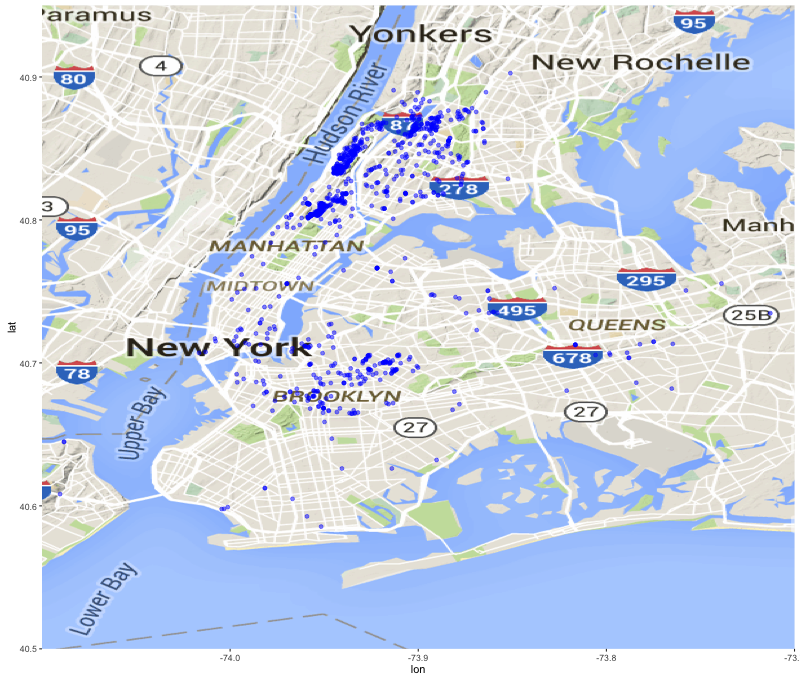 Paramus
95
Yonkers
4
New Rochelle
40.9
80
Hudson River
87
278
3
40.8
95
Manh
MANHATTAN
MIDTOWN
295
495
25B
QUEENS
New York
lat
40.7
78
678
BROOKLYN
27
27
Upper Bay
40.6
Lower Bay
40.5
-74.0
-73.9
-73.8
-73.
lon